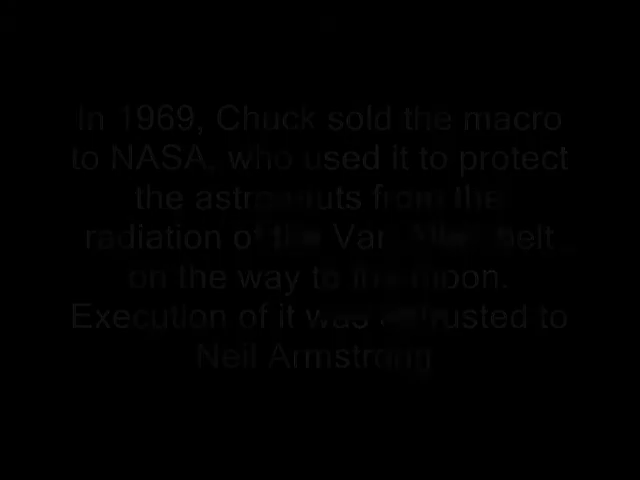 In 1969, Chuck sold the macro
to NASA, who used it to protect
the astronauts from the
radiation of the Van Allen belt
on the way to the moon.
Execution of it was entrusted to
Neil Armstrong